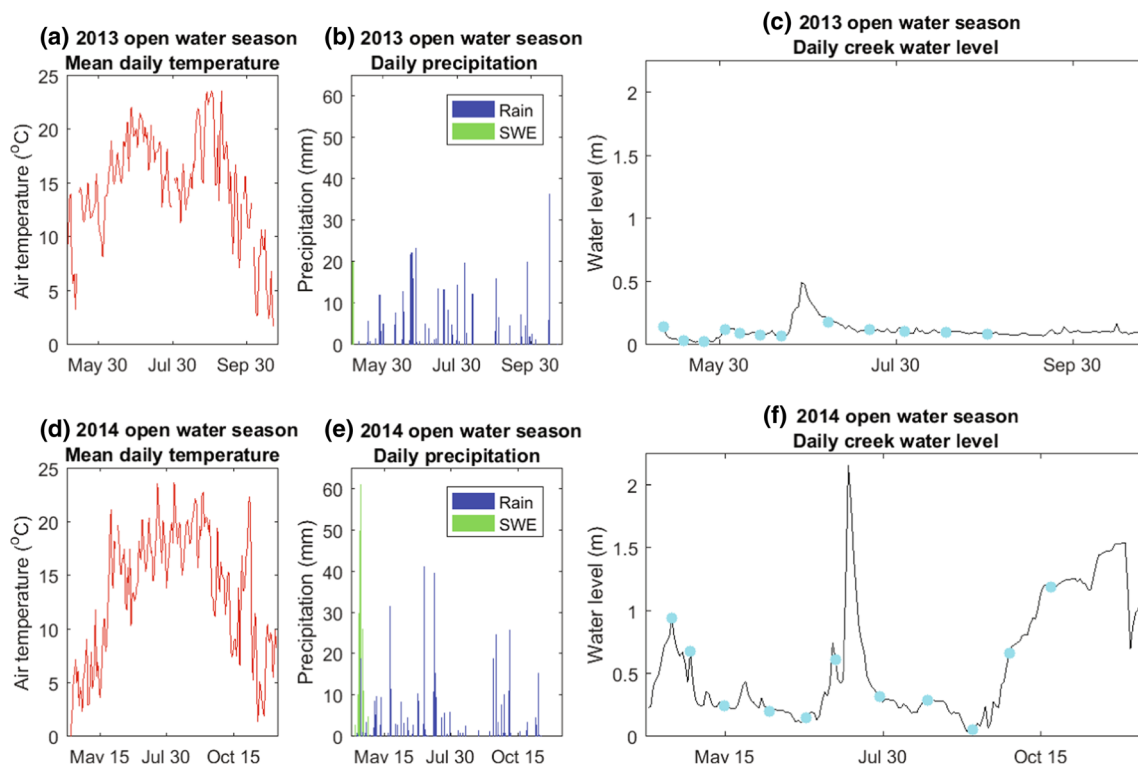 (a) 2013 open water season
Mean daily temperature
25
20
15
10
5
0
Air temperature (°C)
May 30
Jul 30
Sep 30
(b) 2013 open water season
Daily precipitation
60
50
40
30
20
10
0
Precipitation (mm)
Rain
SWE
May 30
Jul 30
Sep 30
(c) 2013 open water season
Daily creek water level
2
1.5
1
0.5
0
Water level (m)
May 30
Jul 30
Sep 30
(d) 2014 open water season
Mean daily temperature
25
20
15
10
5
0
Air temperature (°C)
May 15
Jul 30
Oct 15
(e) 2014 open water season
Daily precipitation
60
50
40
30
20
10
0
Precipitation (mm)
Rain
SWE
May 15
Jul 30
Oct 15
(f) 2014 open water season
Daily creek water level
2
1.5
1
0.5
0
Water level (m)
May 15
Jul 30
Oct 15